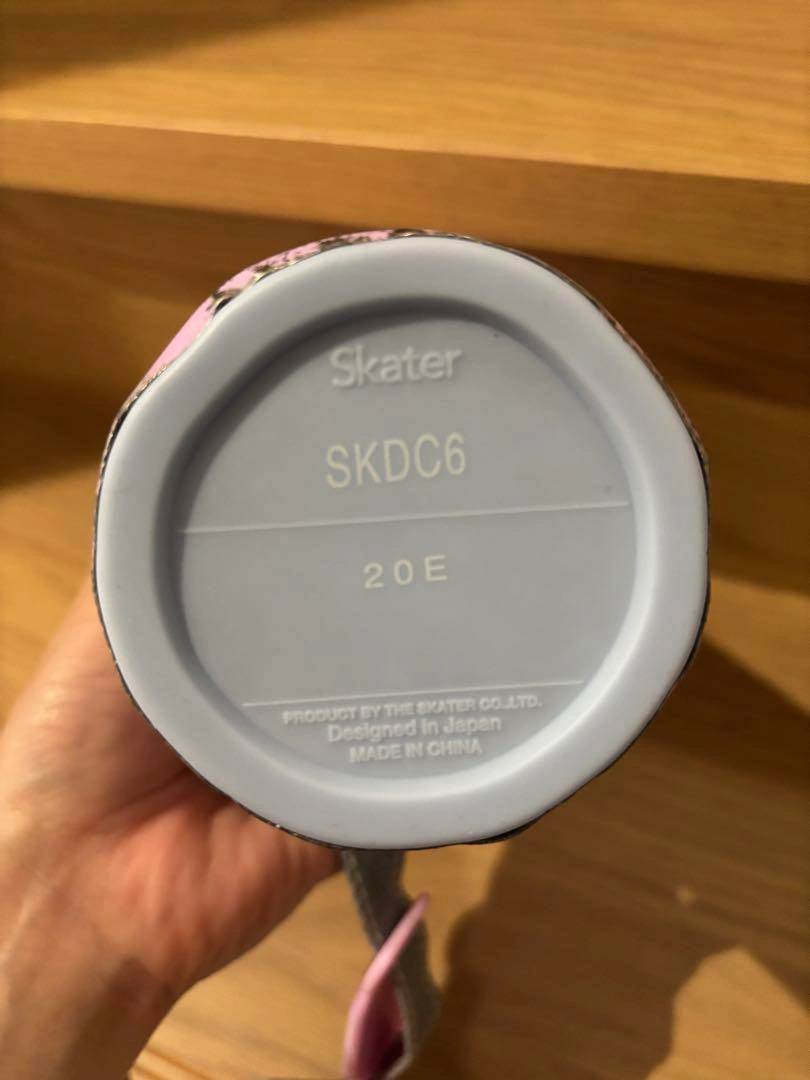 Skater
SKDC6
20E
PRODUCT BY THE SKATER CO.,LTD.
Designed in Japan
MADE IN CHINA